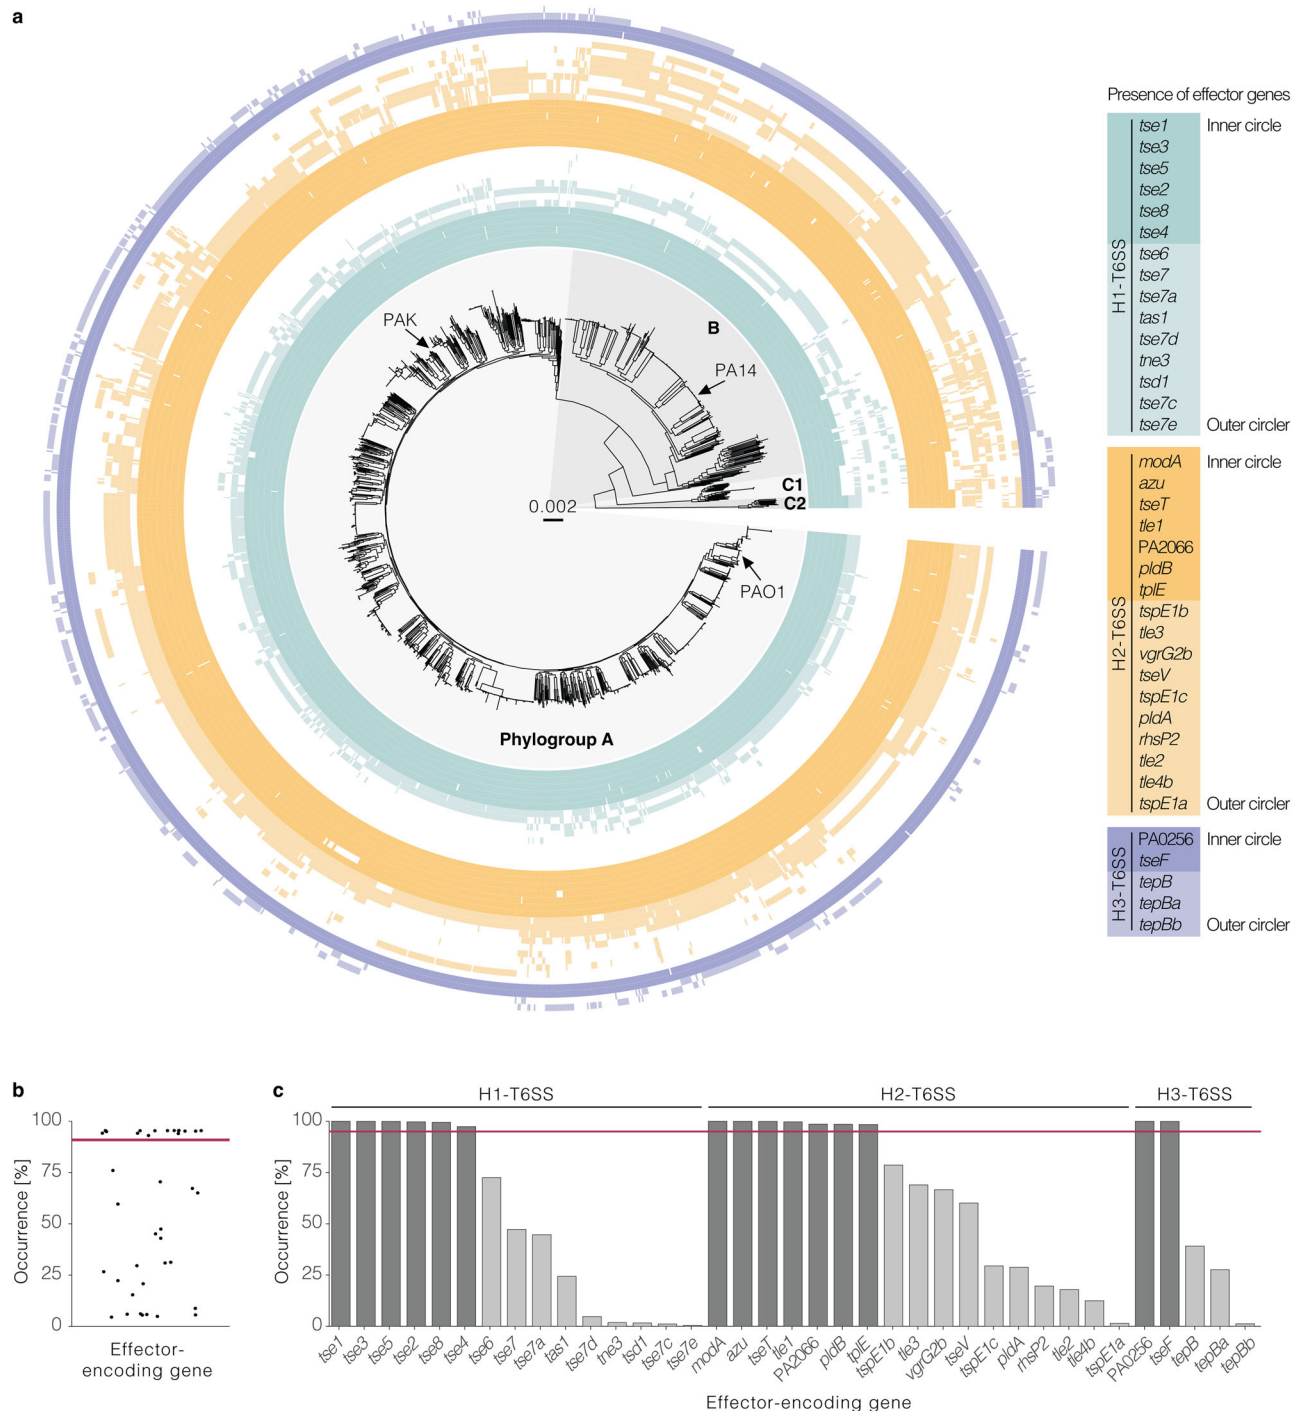 a
Presence of effector genes
H1-T6SS
tse1 Inner circle
tse3
tse5
tse2
tse8
tse4
tse6
tse7
tse7a
tas1
tse7d
tne3
tsd1
tse7c
tse7e Outer circler
H2-T6SS
modA Inner circle
azu
tseT
tle1
PA2066
pldB
tplE
tspE1b
tle3
vgrG2b
tseV
tspE1c
pldA
rhsP2
tle2
tle4b
tspE1a Outer circler
H3-T6SS
PA0256 Inner circle
tseF
tepB
tepBa
tepBb Outer circler
PAK
B
PA14
C1
C2
0.002
PAO1
Phylogroup A
b
Occurrence [%]
100
75
50
25
0
Effector-
encoding gene
c
H1-T6SS H2-T6SS H3-T6SS
Occurrence [%]
100
75
50
25
0
tse1 tse3 tse5 tse2 tse8 tse4 tse6 tse7 tse7a tas1 tse7d tne3 tsd1 tse7c tse7e modA azu tseT tle1 PA2066 pldB tplE tspE1b tle3 vgrG2b tseV tspE1c pldA rhsP2 tle2 tle4b tspE1a PA0256 tseF tepB tepBa tepBb
Effector-encoding gene